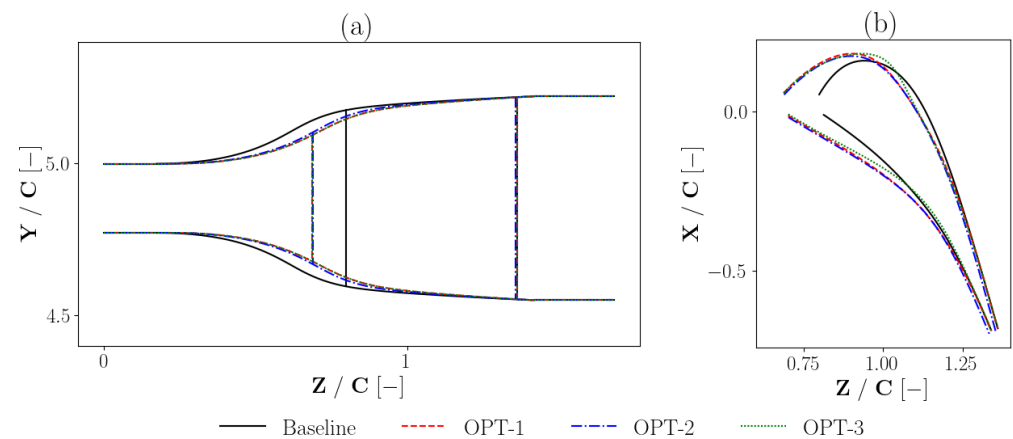 (a)
(b)
5.0
4.5
Y / C [−]
0
1
Z / C [−]
0.0
−0.5
X / C [−]
0.75
1.00
1.25
Z / C [−]
Baseline
OPT-1
OPT-2
OPT-3